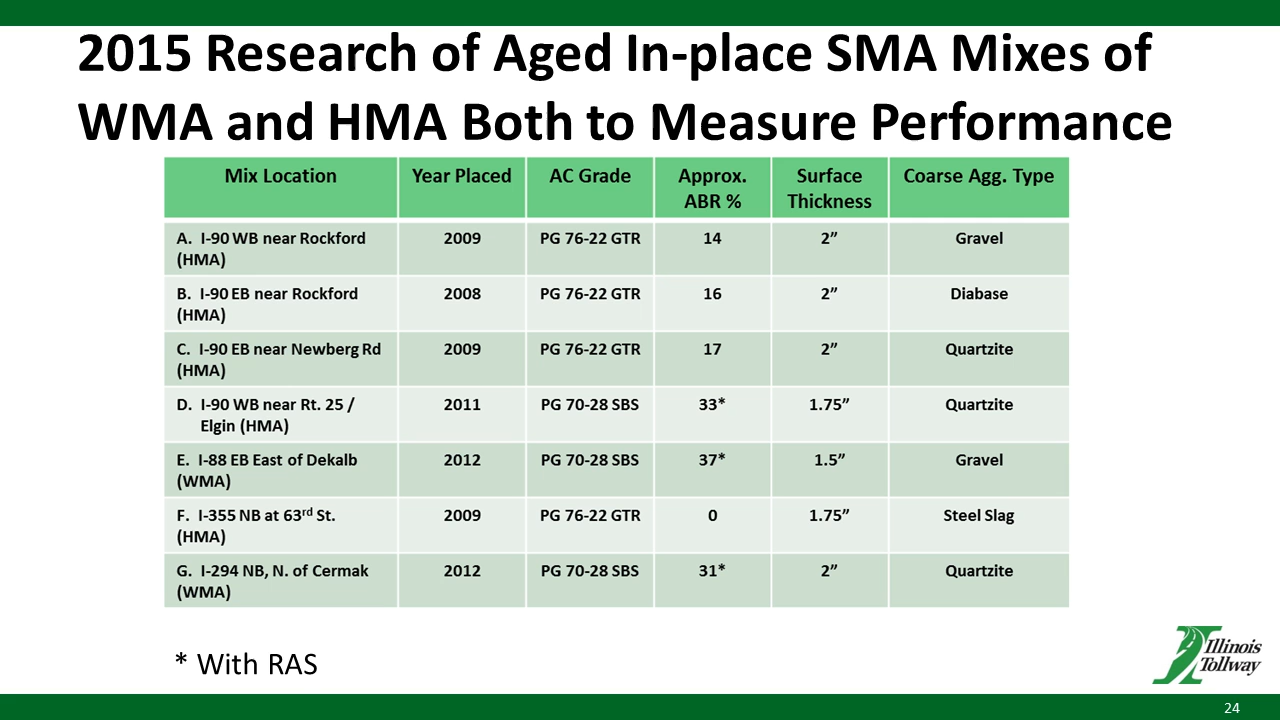 2015 Research of Aged In-place SMA Mixes of
WMA and HMA Both to Measure Performance
Mix Location Year Placed AC Grade Approx. ABR % Surface Thickness Coarse Agg. Type
A. I-90 WB near Rockford (HMA) 2009 PG 76-22 GTR 14 2” Gravel
B. I-90 EB near Rockford (HMA) 2008 PG 76-22 GTR 16 2” Diabase
C. I-90 EB near Newberg Rd (HMA) 2009 PG 76-22 GTR 17 2” Quartzite
D. I-90 WB near Rt. 25 / Elgin (HMA) 2011 PG 70-28 SBS 33* 1.75” Quartzite
E. I-88 EB East of Dekalb (WMA) 2012 PG 70-28 SBS 37* 1.5” Gravel
F. I-355 NB at 63rd St. (HMA) 2009 PG 76-22 GTR 0 1.75” Steel Slag
G. I-294 NB, N. of Cermak (WMA) 2012 PG 70-28 SBS 31* 2” Quartzite
* With RAS
Illinois
Tollway
24